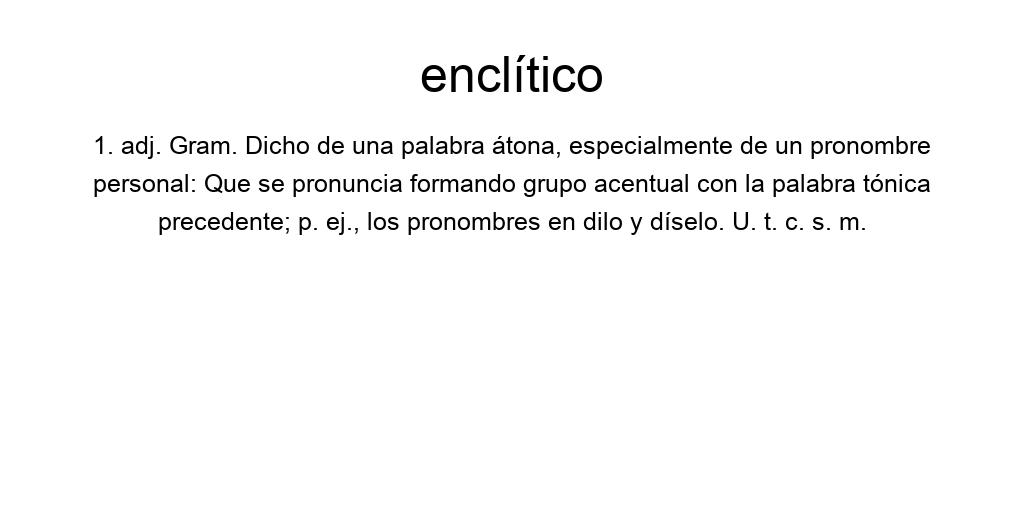 enclítico
1. adj. Gram. Dicho de una palabra átona, especialmente de un pronombre
personal: Que se pronuncia formando grupo acentual con la palabra tónica
precedente; p. ej., los pronombres en dilo y díselo. U. t. c. s. m.